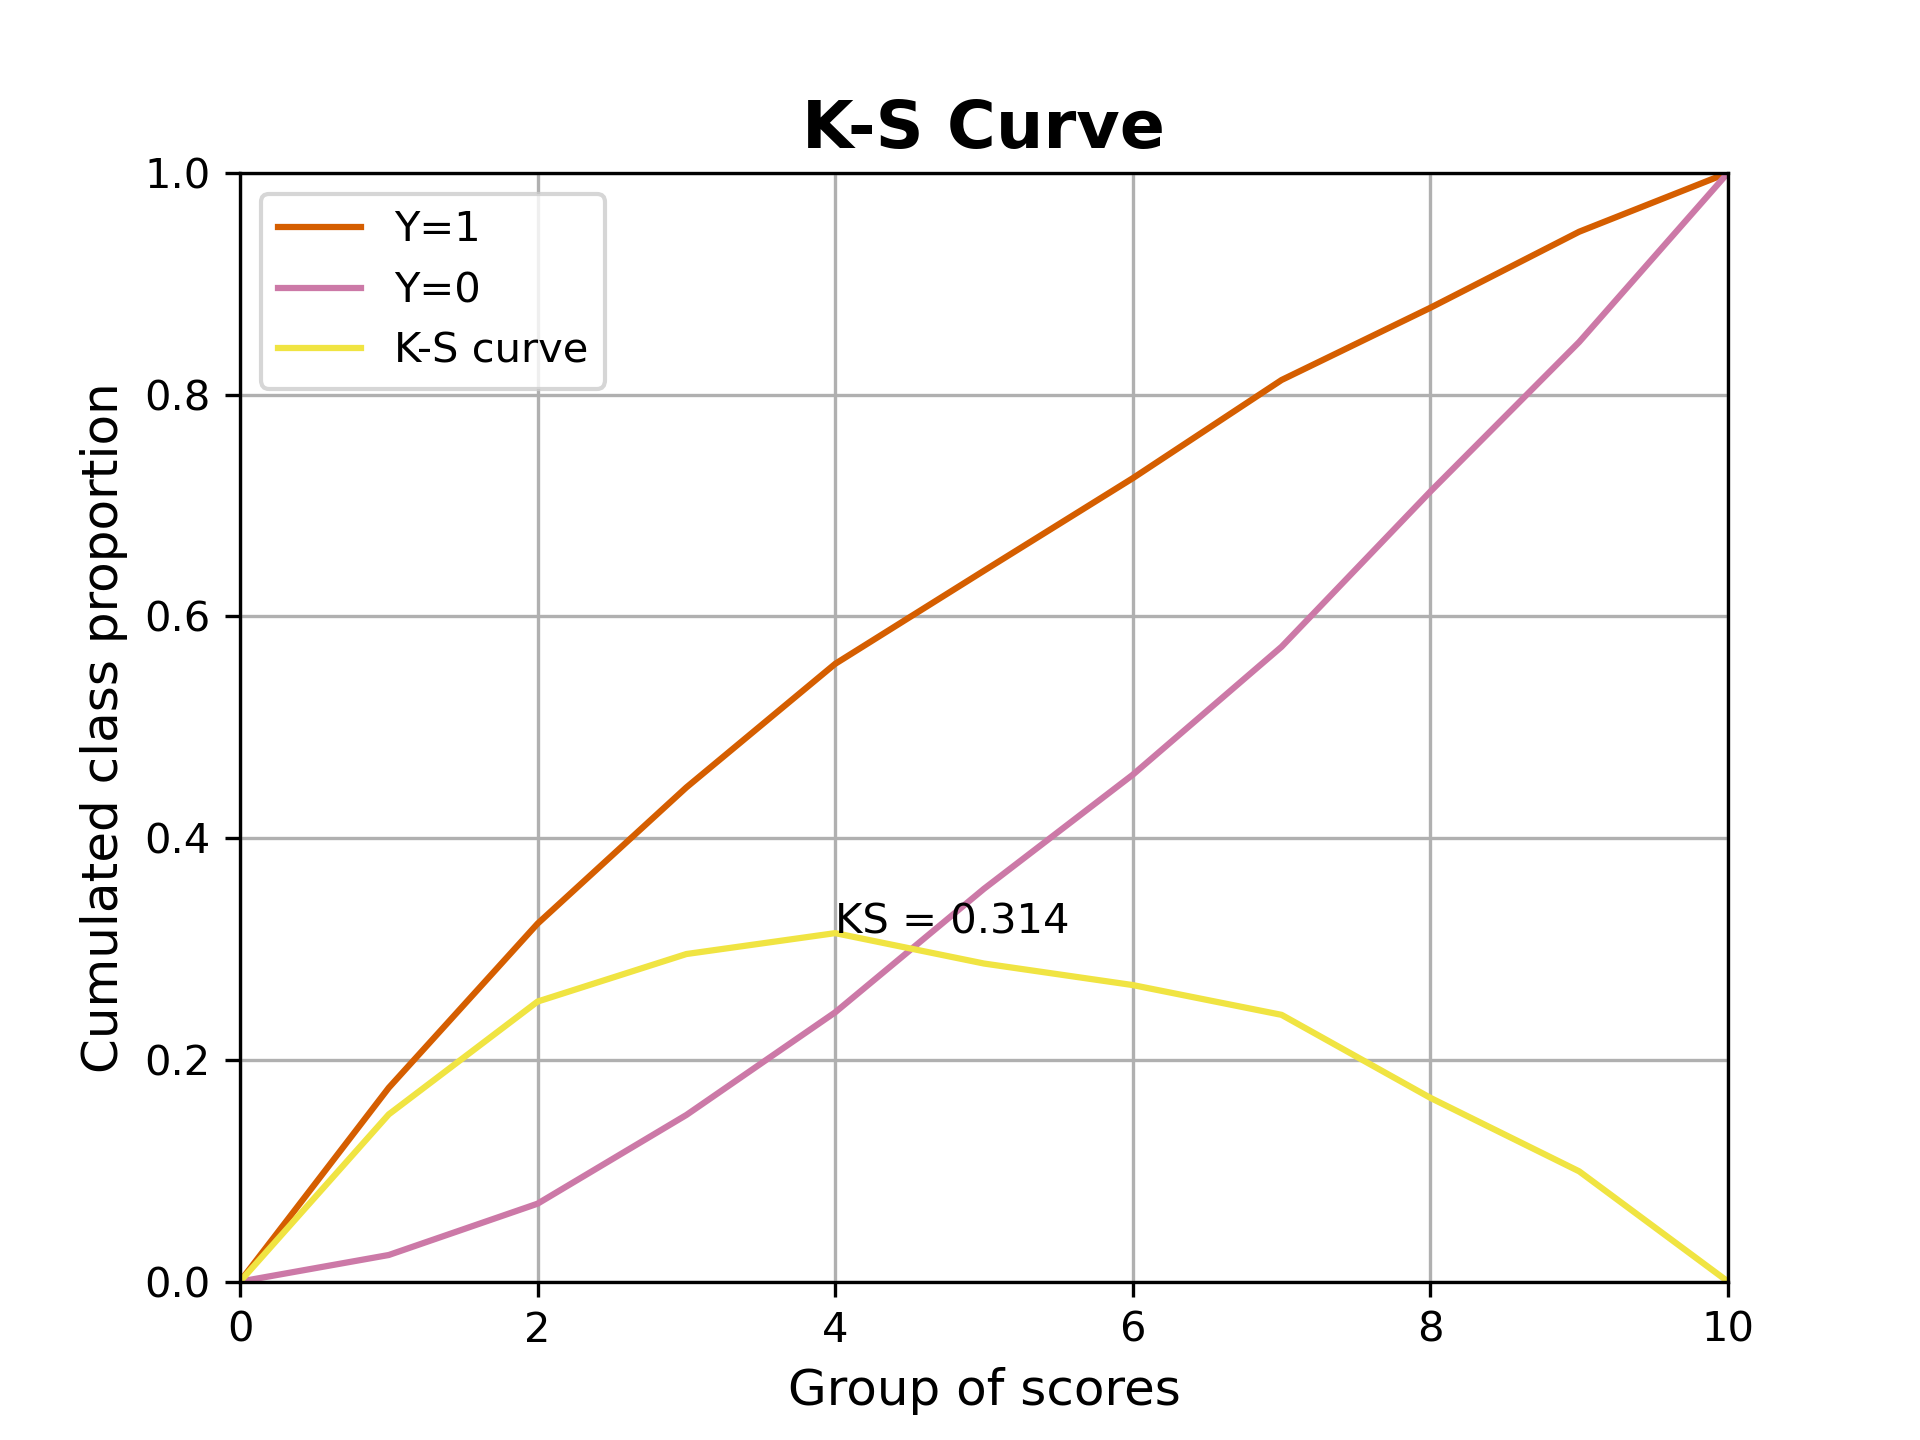 K-S Curve
1.0
0.8
0.6
0.4
0.2
0.0
Cumulated class proportion
Y=1
Y=0
K-S curve
KS = 0.314
0 2 4 6 8 10
Group of scores